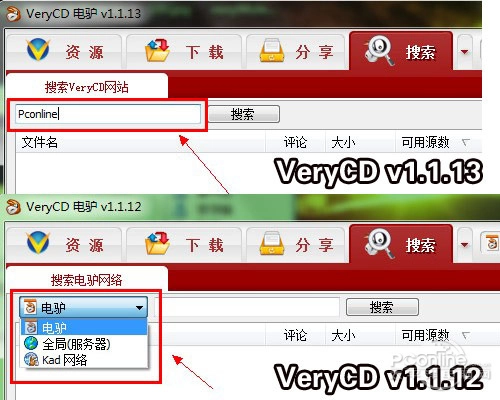 VeryCD 电驴 v1.1.13
资源 下载 分享 搜索
搜索VeryCD网站
Pconline 搜索
文件名 评论 大小 可用源数
VeryCD v1.1.13
VeryCD 电驴 v1.1.12
资源 下载 分享 搜索
搜索电驴网络
电驴 搜索
电驴
全局(服务器)
Kad 网络
评论 大小 可用源数
Pconline
VeryCD v1.1.12